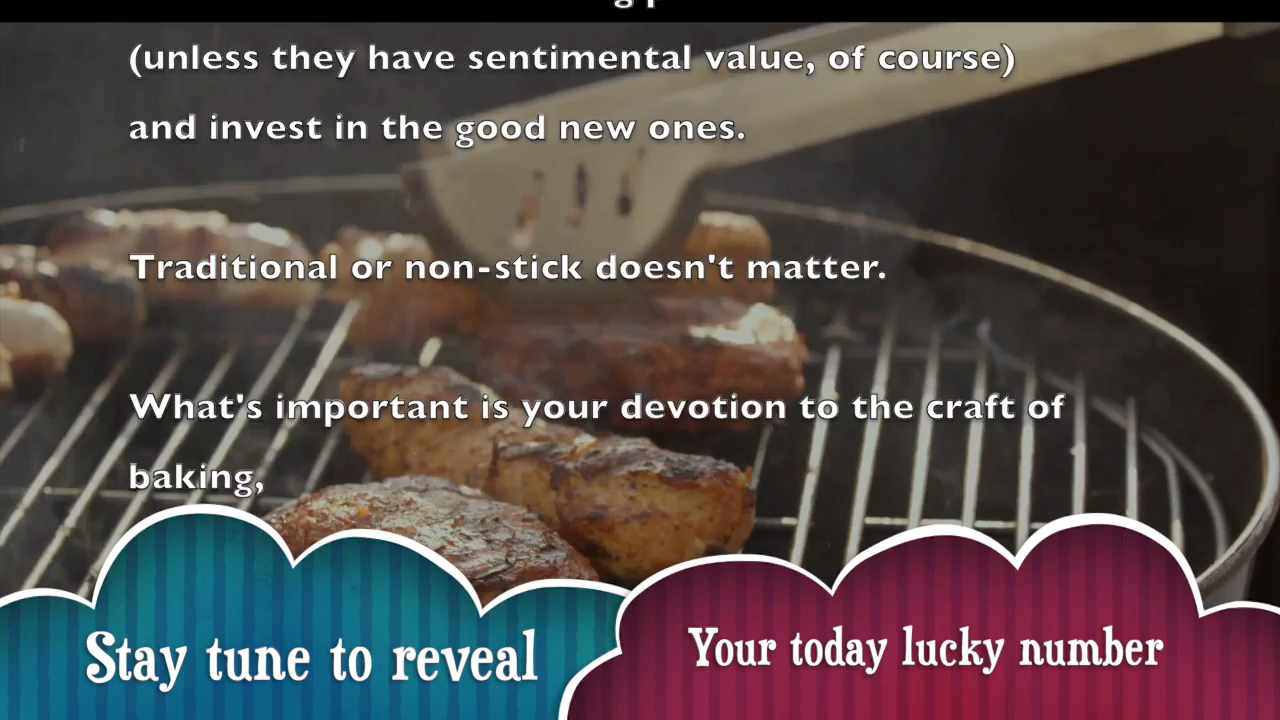 (unless they have sentimental value, of course)
and invest in the good new ones.
Traditional or non-stick doesn't matter.
What's important is your devotion to the craft of
baking,
Stay tune to reveal
Your today lucky number